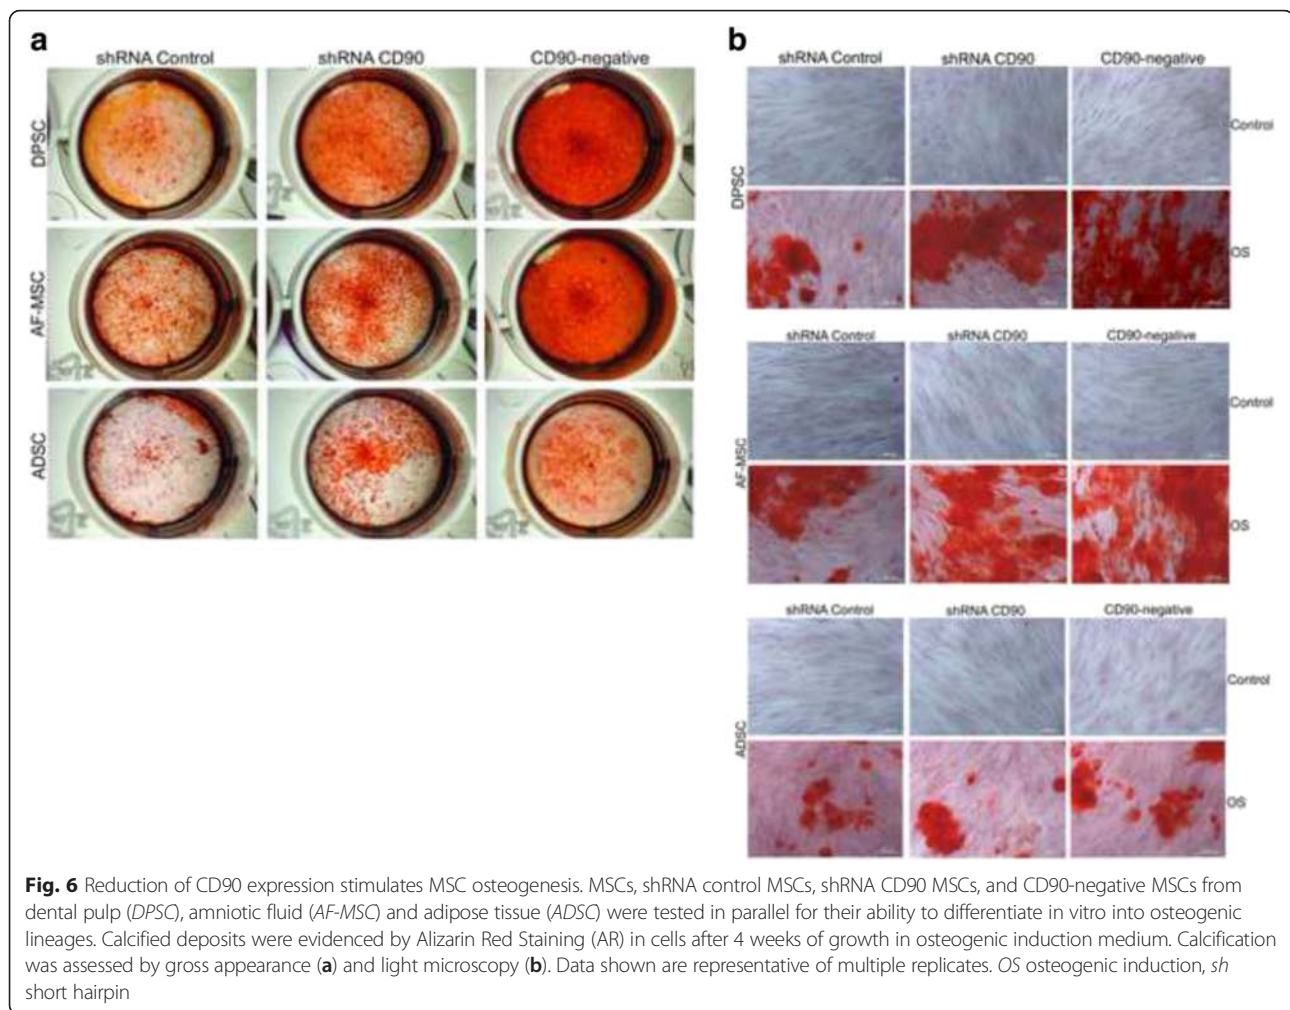 a
shRNA Control shRNA CD90 CD90-negative
DPSC
AF-MSC
ADSC
b
shRNA Control shRNA CD90 CD90-negative
DPSC
Control
OS
shRNA Control shRNA CD90 CD90-negative
AF-MSC
Control
OS
shRNA Control shRNA CD90 CD90-negative
ADSC
Control
OS
Fig. 6 Reduction of CD90 expression stimulates MSC osteogenesis. MSCs, shRNA control MSCs, shRNA CD90 MSCs, and CD90-negative MSCs from
dental pulp (DPSC), amniotic fluid (AF-MSC) and adipose tissue (ADSC) were tested in parallel for their ability to differentiate in vitro into osteogenic
lineages. Calcified deposits were evidenced by Alizarin Red Staining (AR) in cells after 4 weeks of growth in osteogenic induction medium. Calcification
was assessed by gross appearance (a) and light microscopy (b). Data shown are representative of multiple replicates. OS osteogenic induction, sh
short hairpin